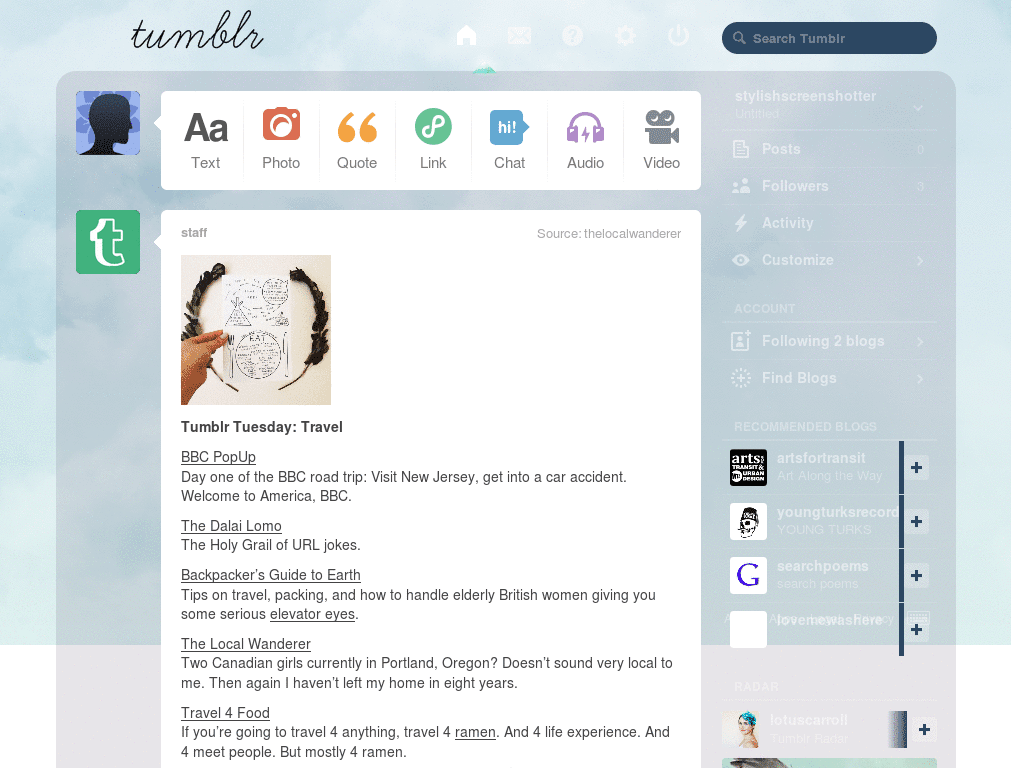 tumblr
Search Tumblr
stylishscreenshotter
Untitled
Aa
hi!
Text
Photo
Quote
Link
Chat
Audio
Video
Posts
0
Followers
3
Activity
Customize
t
staff
Source: thelocalwanderer
EAT
Tumblr Tuesday: Travel
BBC PopUp
Day one of the BBC road trip: Visit New Jersey, get into a car accident.
Welcome to America, BBC.
The Dalai Lomo
The Holy Grail of URL jokes.
Backpacker’s Guide to Earth
Tips on travel, packing, and how to handle elderly British women giving you
some serious elevator eyes.
The Local Wanderer
Two Canadian girls currently in Portland, Oregon? Doesn’t sound very local to
me. Then again I haven’t left my home in eight years.
Travel 4 Food
If you’re going to travel 4 anything, travel 4 ramen. And 4 life experience. And
4 meet people. But mostly 4 ramen.
ACCOUNT
Following 2 blogs
Find Blogs
RECOMMENDED BLOGS
arts
TRANSIT &
URBAN
DESIGN
artsfortransit
Art Along the Way
youngturksrecord
YOUNG TURKS
G
searchpoems
search poems
lovenewashere
Privacy
RADAR
lotuscarroll
Tumblr Radar